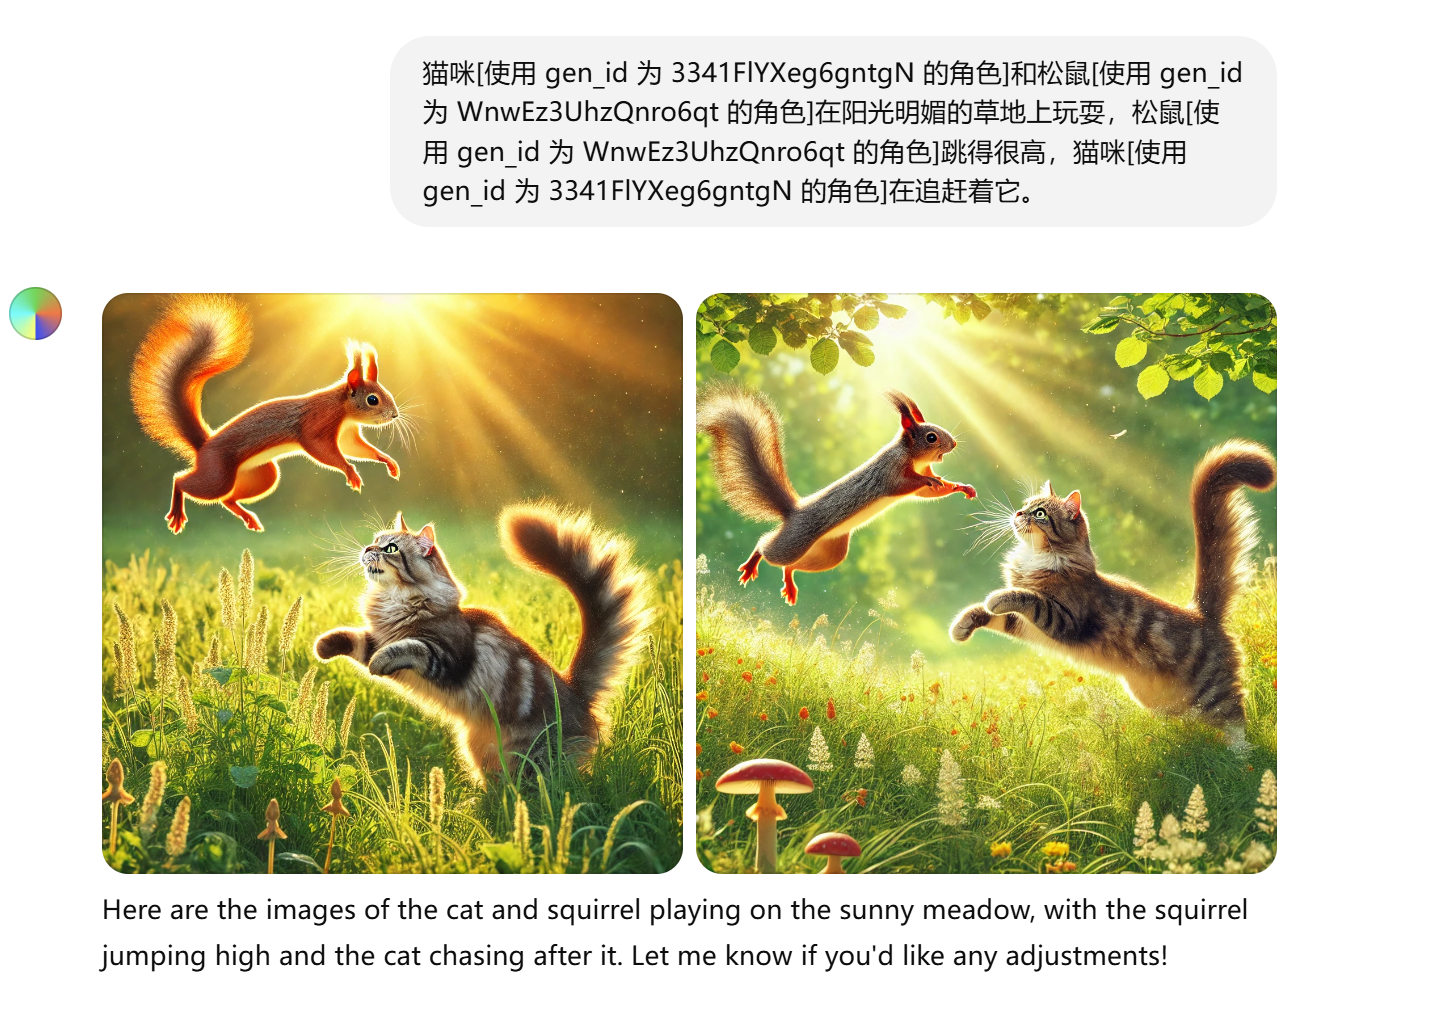 猫咪[使用 gen_id 为 3341FlYXeg6gntgN 的角色]和松鼠[使用 gen_id
为 WnwEz3UhzQnro6qt 的角色]在阳光明媚的草地上玩耍，松鼠[使
用 gen_id 为 WnwEz3UhzQnro6qt 的角色]跳得很高，猫咪[使用
gen_id 为 3341FlYXeg6gntgN 的角色]在追赶着它。
Here are the images of the cat and squirrel playing on the sunny meadow, with the squirrel
jumping high and the cat chasing after it. Let me know if you'd like any adjustments!